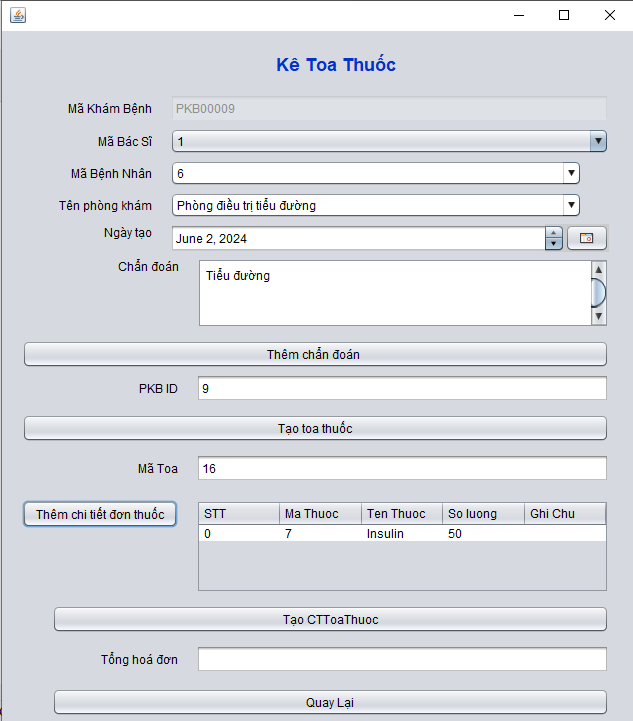 Kê Toa Thuốc
Mã Khám Bệnh PKB00009
Mã Bác Sĩ 1
Mã Bệnh Nhân 6
Tên phòng khám Phòng điều trị tiểu đường
Ngày tạo June 2, 2024
Chẩn đoán Tiểu đường
Thêm chẩn đoán
PKB ID 9
Tạo toa thuốc
Mã Toa 16
Thêm chi tiết đơn thuốc
STT Ma Thuoc Ten Thuoc So luong Ghi Chu
0 7 Insulin 50
Tạo CTToaThuoc
Tổng hoá đơn
Quay Lại